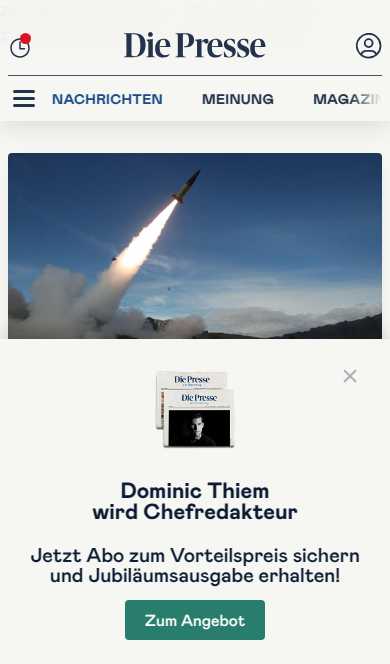 Die Presse
NACHRICHTEN MEINUNG MAGAZIN
Die Presse
Die Presse
Dominic Thiem
wird Chefredakteur
Jetzt Abo zum Vorteilspreis sichern
und Jubiläumsausgabe erhalten!
Zum Angebot